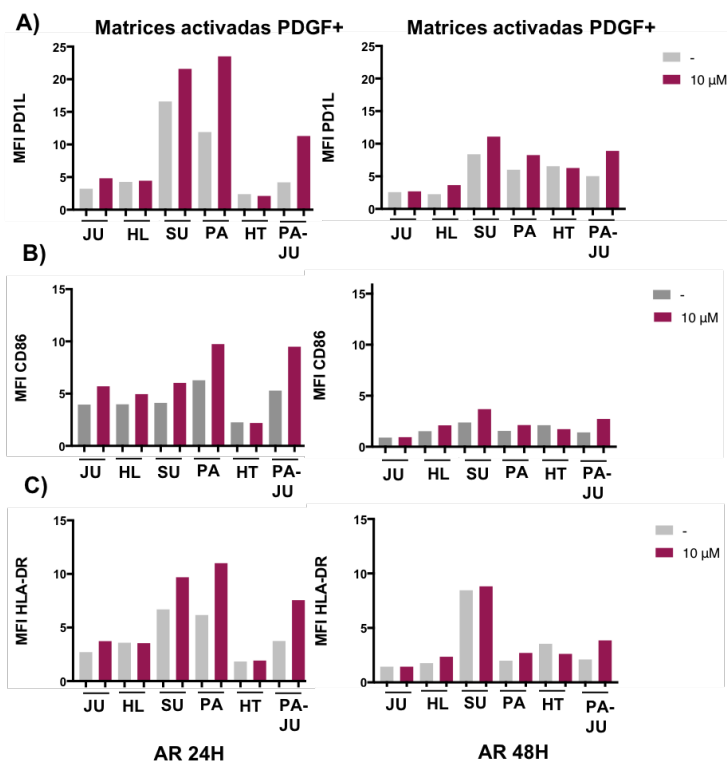 A)
Matrices activadas PDGF+
Matrices activadas PDGF+
MFI PD1L
25
20
15
10
5
0
JU HL SU PA HT PA-
JU
MFI PD1L
25
20
15
10
5
0
JU HL SU PA HT PA-
JU
-
10 µM
B)
MFI CD86
15
10
5
0
JU HL SU PA HT PA-
JU
MFI CD86
15
10
5
0
JU HL SU PA HT PA-
JU
-
10 µM
C)
MFI HLA-DR
15
10
5
0
JU HL SU PA HT PA-
JU
MFI HLA-DR
15
10
5
0
JU HL SU PA HT PA-
JU
-
10 µM
AR 24H
AR 48H